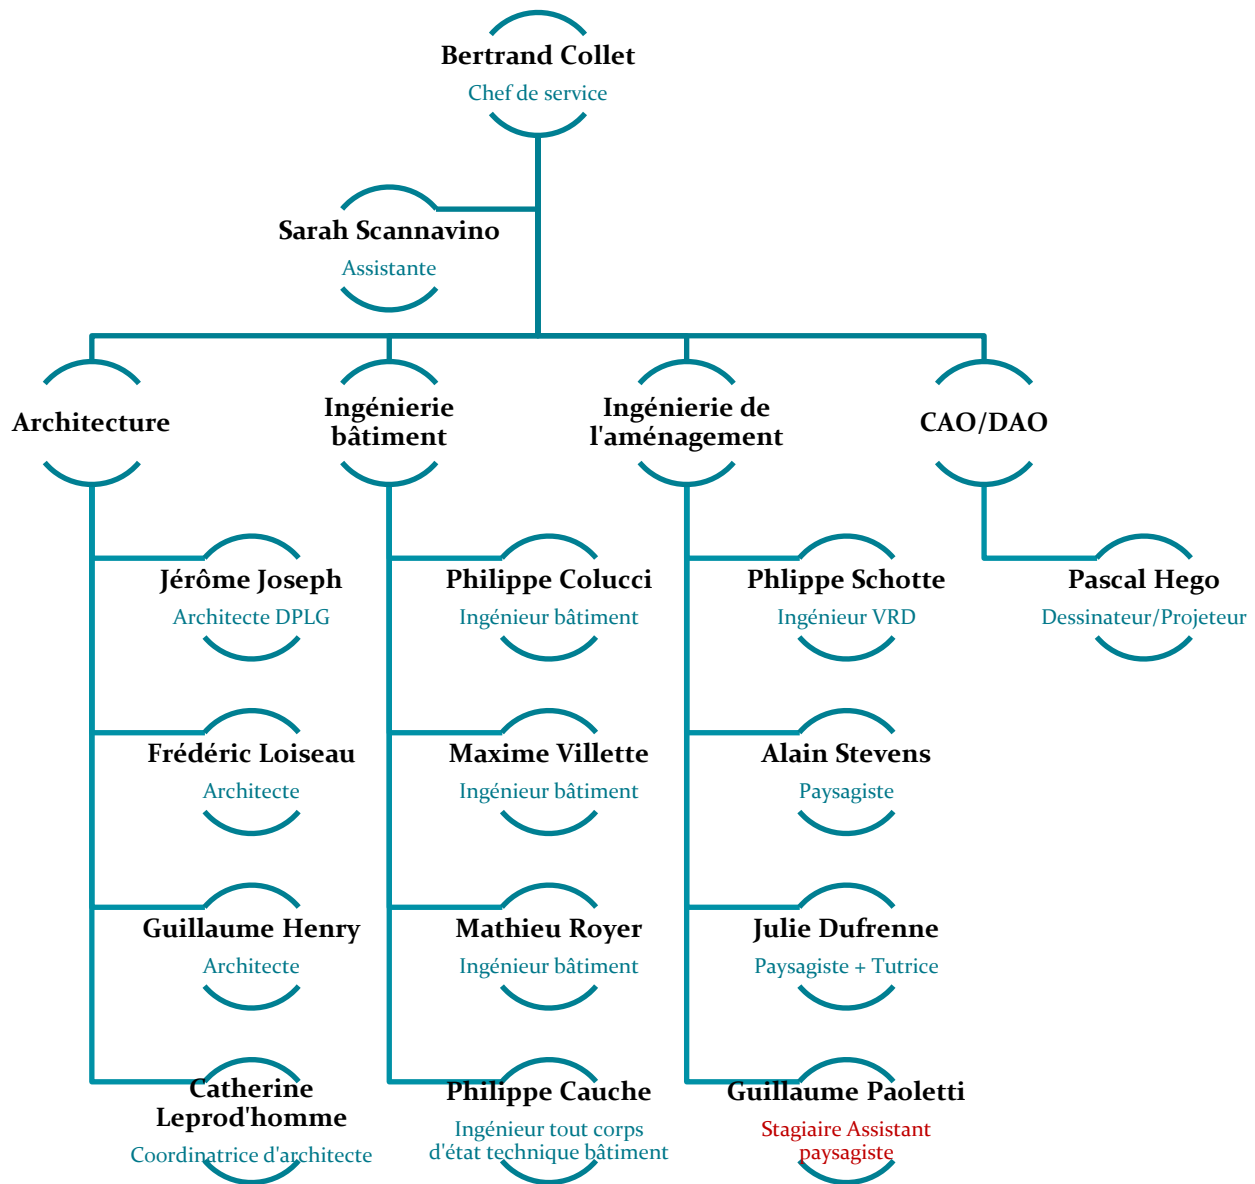 Bertrand Collet
Chef de service
Sarah Scannavino
Assistante
Architecture
Ingénierie
bâtiment
Ingénierie de
l'aménagement
CAO/DAO
Jérôme Joseph
Architecte DPLG
Philippe Colucci
Ingénieur bâtiment
Phlippe Schotte
Ingénieur VRD
Pascal Hego
Dessinateur/Projeteur
Frédéric Loiseau
Architecte
Maxime Villette
Ingénieur bâtiment
Alain Stevens
Paysagiste
Guillaume Henry
Architecte
Mathieu Royer
Ingénieur bâtiment
Julie Dufrenne
Paysagiste + Tutrice
Catherine
Leprod'homme
Coordinatrice d'architecte
Philippe Cauche
Ingénieur tout corps
d'état technique bâtiment
Guillaume Paoletti
Stagiaire Assistant
paysagiste